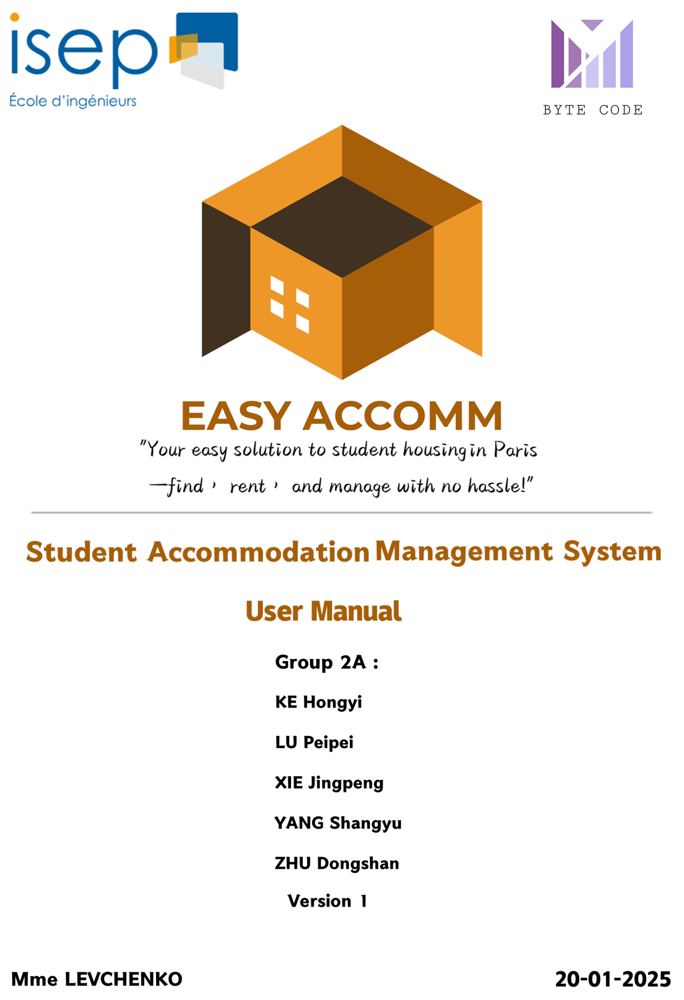 isep
École d'ingénieurs
BYTE CODE
EASY ACCOMM
"Your easy solution to student housing in Paris
—find， rent， and manage with no hassle!"
Student Accommodation Management System
User Manual
Group 2A :
KE Hongyi
LU Peipei
XIE Jingpeng
YANG Shangyu
ZHU Dongshan
Version 1
Mme LEVCHENKO
20-01-2025